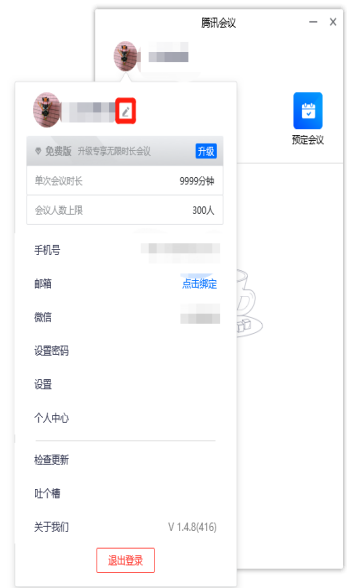 腾讯会议
预定会议
免费版 升级专享无限时长会议 升级
单次会议时长 9999分钟
会议人数上限 300人
手机号
邮箱 点击绑定
微信
设置密码
设置
个人中心
检查更新
吐个槽
关于我们 V 1.4.8(416)
退出登录